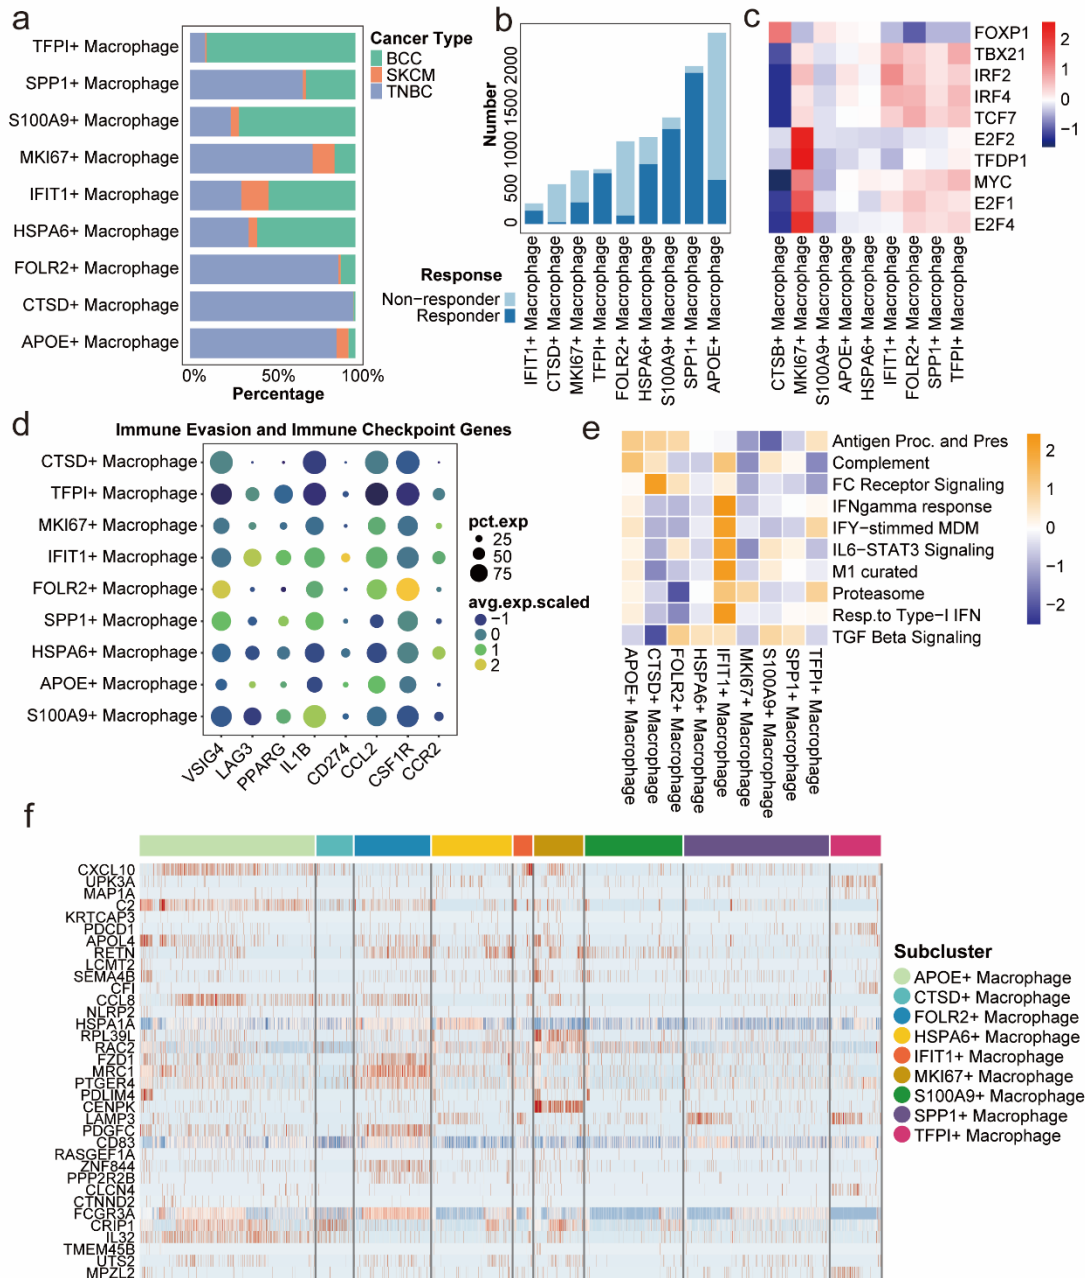 a
TFPI+ Macrophage
SPP1+ Macrophage
S100A9+ Macrophage
MKI67+ Macrophage
IFIT1+ Macrophage
HSPA6+ Macrophage
FOLR2+ Macrophage
CTSD+ Macrophage
APOE+ Macrophage
0%
50%
100%
Percentage
Cancer Type
BCC
SKCM
TNBC
b
Number
0
500
1000
1500
2000
IFIT1+ Macrophage
CTSD+ Macrophage
MKI67+ Macrophage
TFPI+ Macrophage
FOLR2+ Macrophage
HSPA6+ Macrophage
S100A9+ Macrophage
SPP1+ Macrophage
APOE+ Macrophage
Response
Non-responder
Responder
c
FOXP1
TBX21
IRF2
IRF4
TCF7
E2F2
TFDP1
MYC
E2F1
E2F4
CTSB+ Macrophage
MKI67+ Macrophage
S100A9+ Macrophage
APOE+ Macrophage
HSPA6+ Macrophage
IFIT1+ Macrophage
FOLR2+ Macrophage
SPP1+ Macrophage
TFPI+ Macrophage
2
1
0
−1
d
Immune Evasion and Immune Checkpoint Genes
CTSD+ Macrophage
TFPI+ Macrophage
MKI67+ Macrophage
IFIT1+ Macrophage
FOLR2+ Macrophage
SPP1+ Macrophage
HSPA6+ Macrophage
APOE+ Macrophage
S100A9+ Macrophage
VSIG4
LAG3
PPARG
IL1B
CD274
CCL2
CSF1R
CCR2
pct.exp
25
50
75
avg.exp.scaled
−1
0
1
2
e
Antigen Proc. and Pres
Complement
FC Receptor Signaling
IFNgamma response
IFY−stimmed MDM
IL6−STAT3 Signaling
M1 curated
Proteasome
Resp.to Type−I IFN
TGF Beta Signaling
APOE+ Macrophage
CTSD+ Macrophage
FOLR2+ Macrophage
HSPA6+ Macrophage
IFIT1+ Macrophage
MKI67+ Macrophage
S100A9+ Macrophage
SPP1+ Macrophage
TFPI+ Macrophage
2
1
0
−1
−2
f
CXCL10
UPK3A
MAP1A
C2
KRTCAP3
PDCD1
APOL4
RETN
LCMT2
SEMA4B
CFI
CCL8
NLRP2
HSPA1A
RPL39L
RAC2
FZD1
MRC1
PTGER4
PDLIM4
CENPK
LAMP3
PDGFC
CD83
RASGEF1A
ZNF844
PPP2R2B
CLCN4
CTNND2
FCGR3A
CRIP1
IL32
TMEM45B
UTS2
MPZL2
Subcluster
APOE+ Macrophage
CTSD+ Macrophage
FOLR2+ Macrophage
HSPA6+ Macrophage
IFIT1+ Macrophage
MKI67+ Macrophage
S100A9+ Macrophage
SPP1+ Macrophage
TFPI+ Macrophage